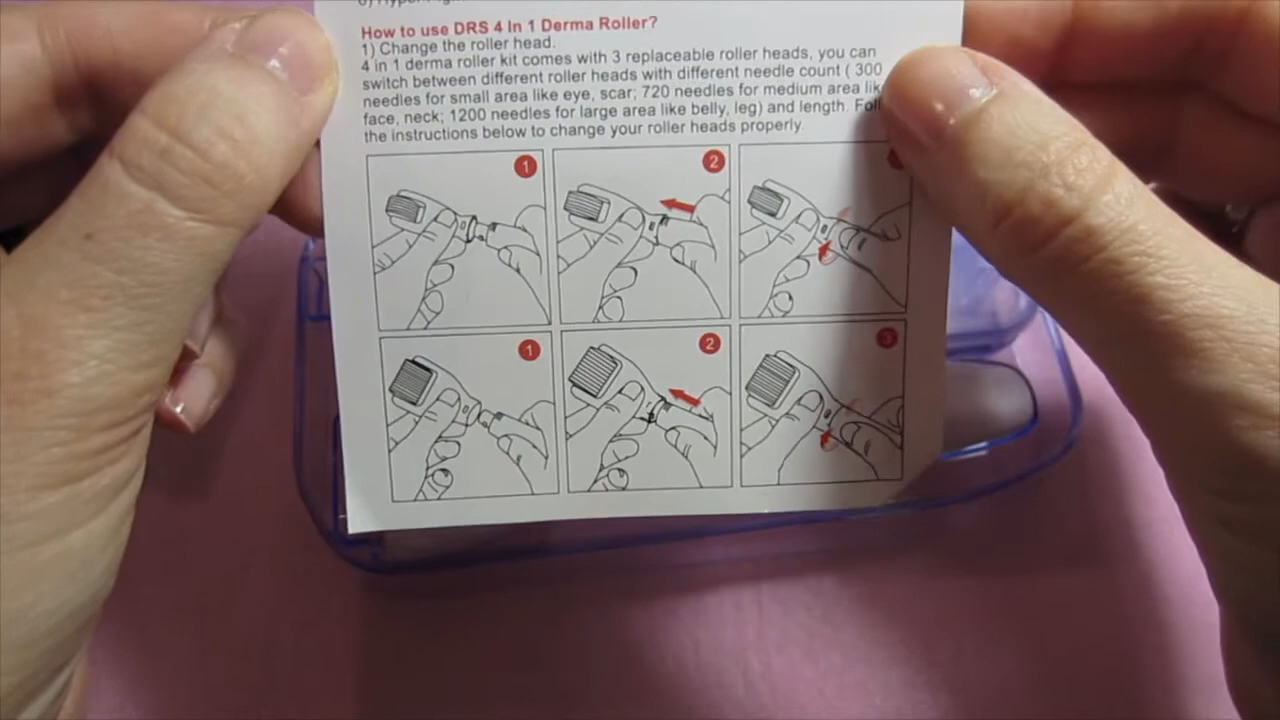 How to use DRS 4 In 1 Derma Roller?
1) Change the roller head.
4 in 1 derma roller kit comes with 3 replaceable roller heads, you can
switch between different roller heads with different needle count ( 300
needles for small area like eye, scar; 720 needles for medium area
face, neck; 1200 needles for large area like belly, leg) and length.
the instructions below to change your roller heads properly.
1 2
1 2 3